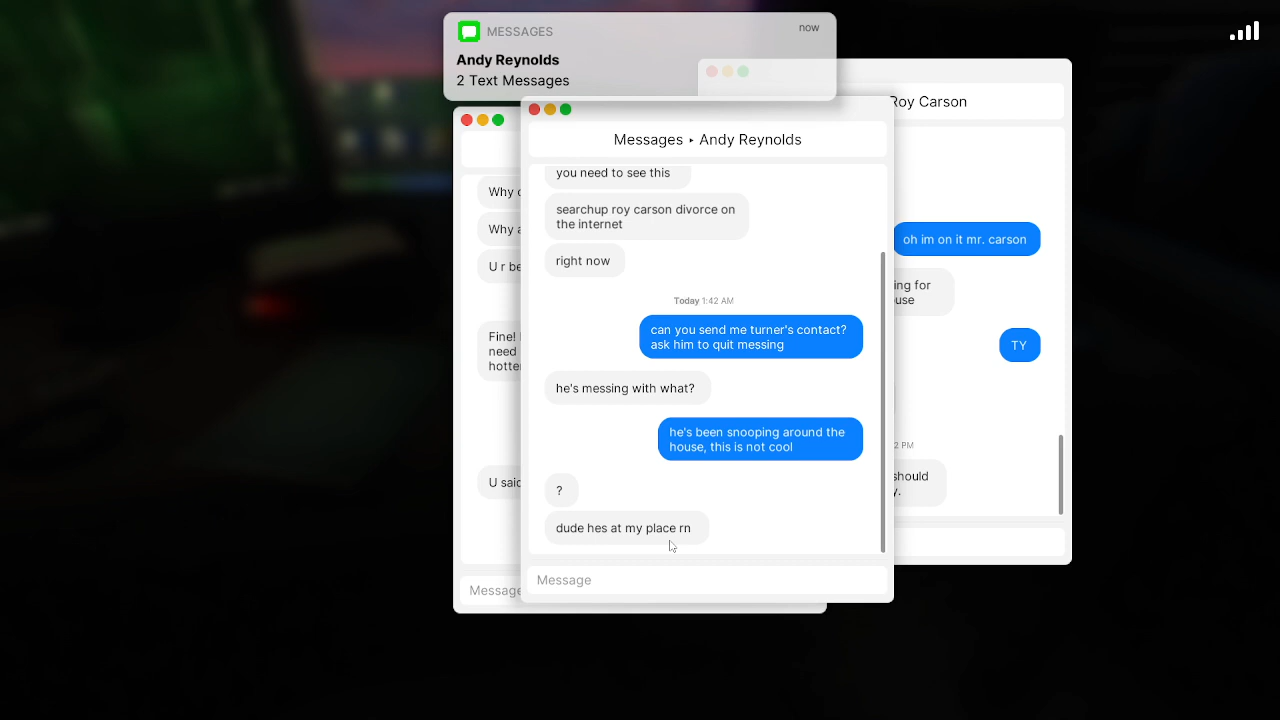 MESSAGES
now
Andy Reynolds
2 Text Messages
Roy Carson
Messages ▸ Andy Reynolds
you need to see this
searchup roy carson divorce on
the internet
right now
Today 1:42 AM
can you send me turner's contact?
ask him to quit messing
he's messing with what?
he's been snooping around the
house, this is not cool
?
dude hes at my place rn
Message
Why
Why
U r be
Fine!
need
hotter
U said
Message
oh im on it mr. carson
ing for
use
TY
2 PM
should
y.